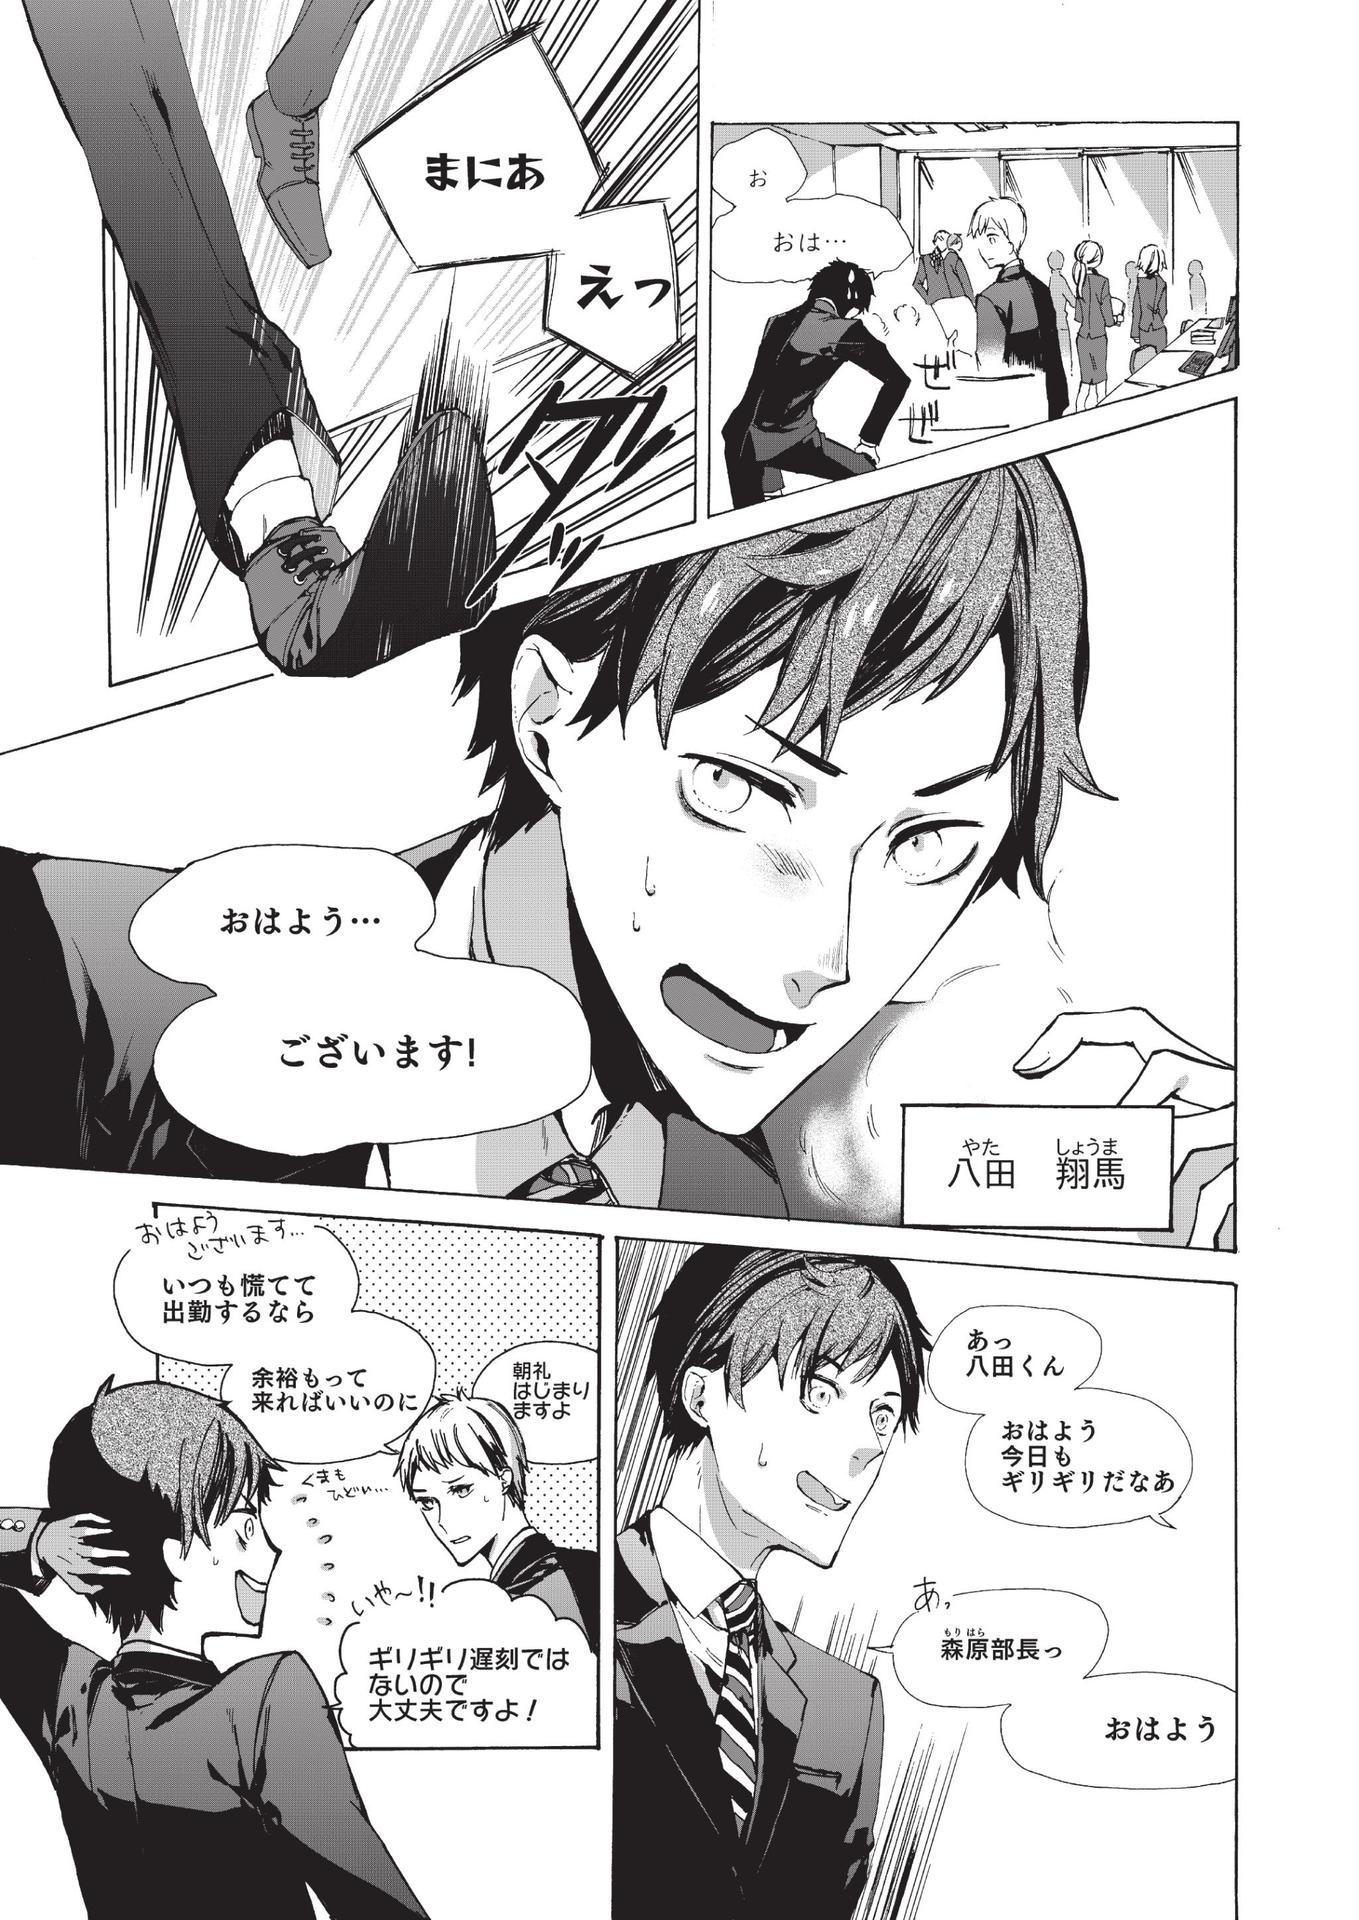 まにあ
えっ
ダダッ
お
おは…
ぜー
ぜー
おはよう…
ございます!
やた しょうま
八田 翔馬
おはよう
ございます…
いつも慌てて
出勤するなら
余裕もって
来ればいいのに
朝礼
はじまり
ますよ
くまも
ひどい…
いや〜!!
ギリギリ遅刻では
ないので
大丈夫ですよ!
あっ
八田くん
おはよう
今日も
ギリギリだなあ
あっ
もり はら
森原部長っ
おはよう